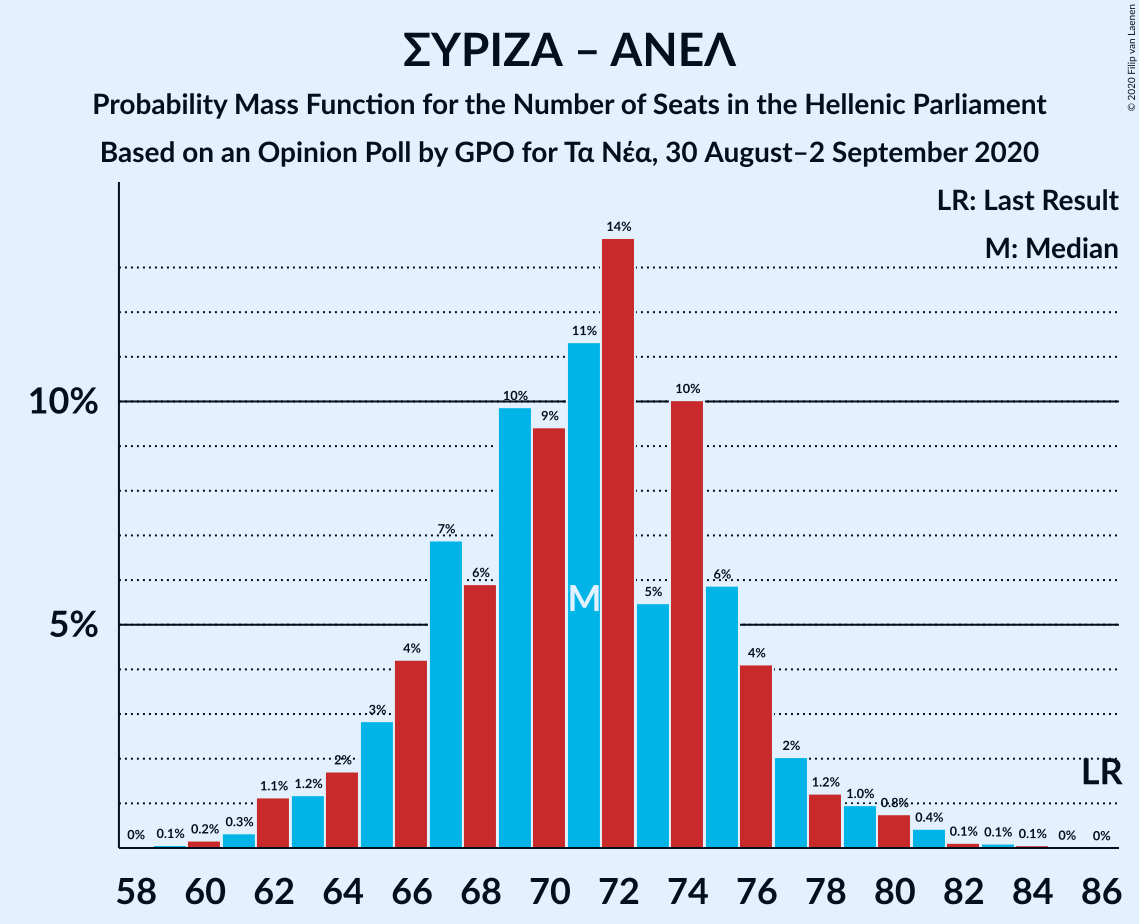 ΣΥΡΙΖΑ – ΑΝΕΛ
Probability Mass Function for the Number of Seats in the Hellenic Parliament
Based on an Opinion Poll by GPO for Τα Νέα, 30 August–2 September 2020
© 2020 Filip van Laenen
LR: Last Result
M: Median
10%
5%
0% 0.1% 0.2% 0.3% 1.1% 1.2% 2% 3% 4% 7% 6% 10% 9% 11% 14% 5% 10% 6% 4% 2% 1.2% 1.0% 0.8% 0.4% 0.1% 0.1% 0.1% 0% 0%
M
LR
58 60 62 64 66 68 70 72 74 76 78 80 82 84 86